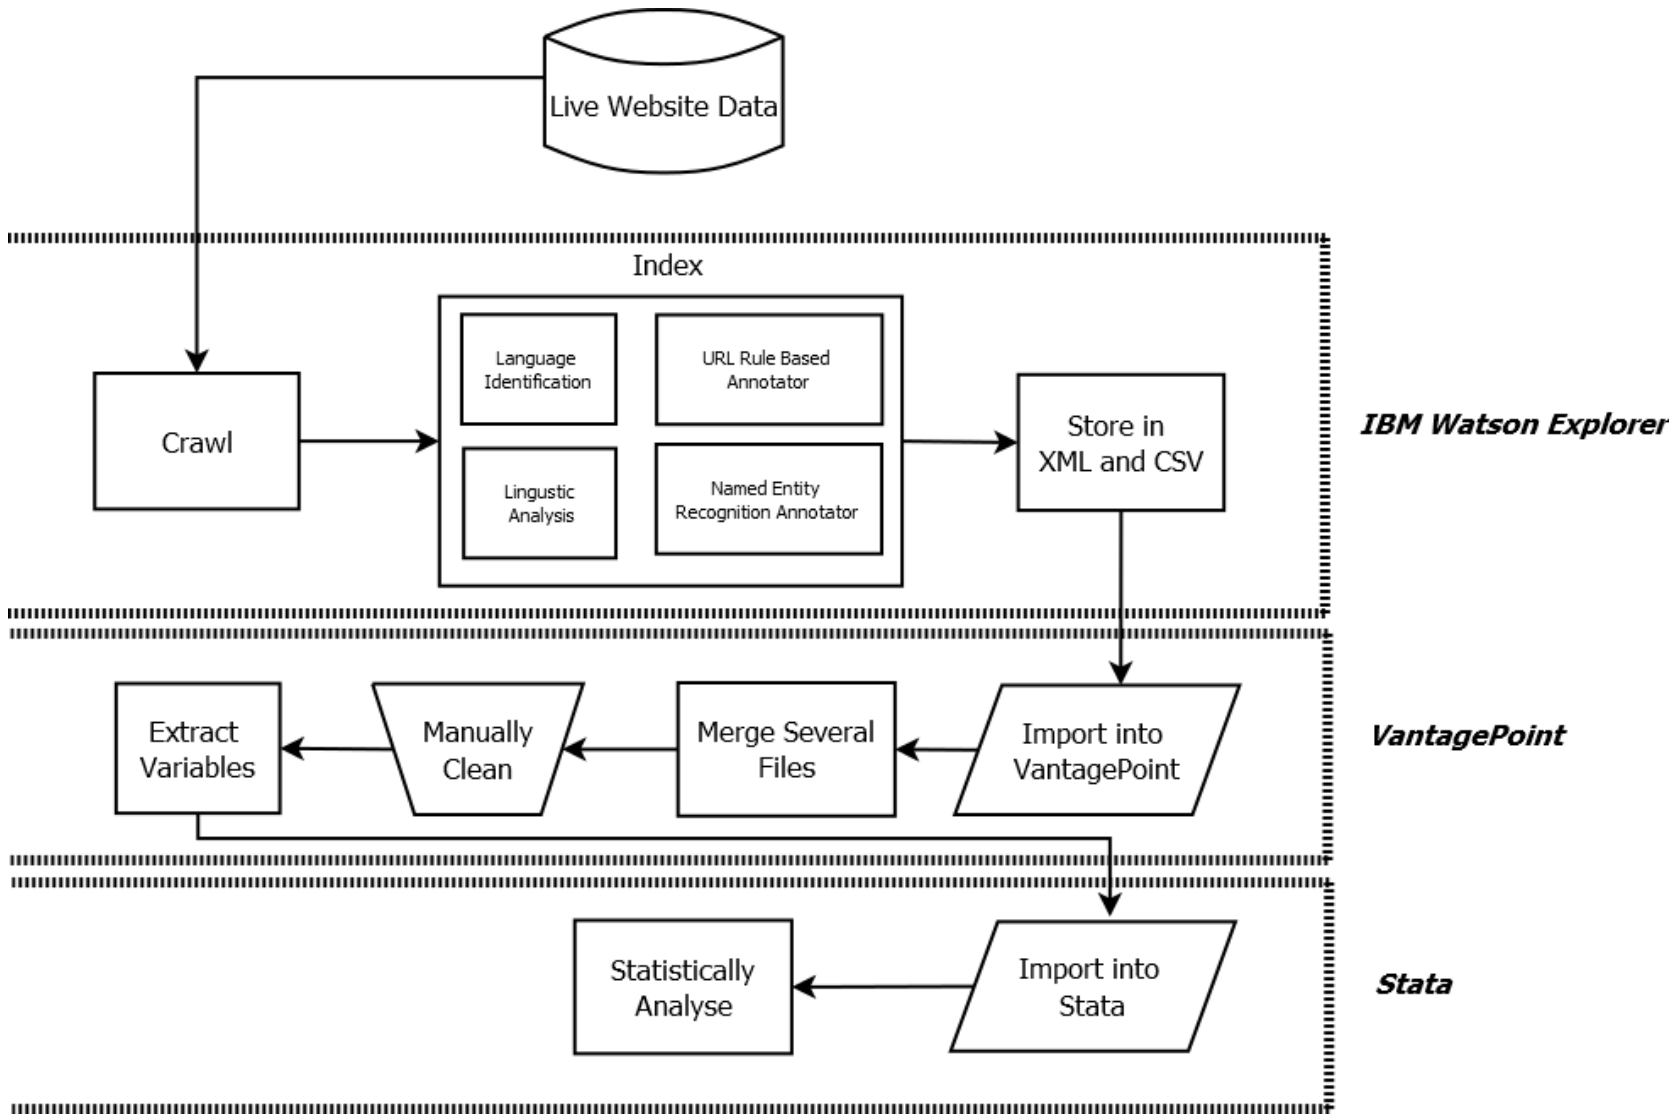 Live Website Data
Index
Language
Identification
URL Rule Based
Annotator
Crawl
Lingustic
Analysis
Named Entity
Recognition Annotator
Store in
XML and CSV
IBM Watson Explorer
Extract
Variables
Manually
Clean
Merge Several
Files
Import into
VantagePoint
VantagePoint
Statistically
Analyse
Import into
Stata
Stata